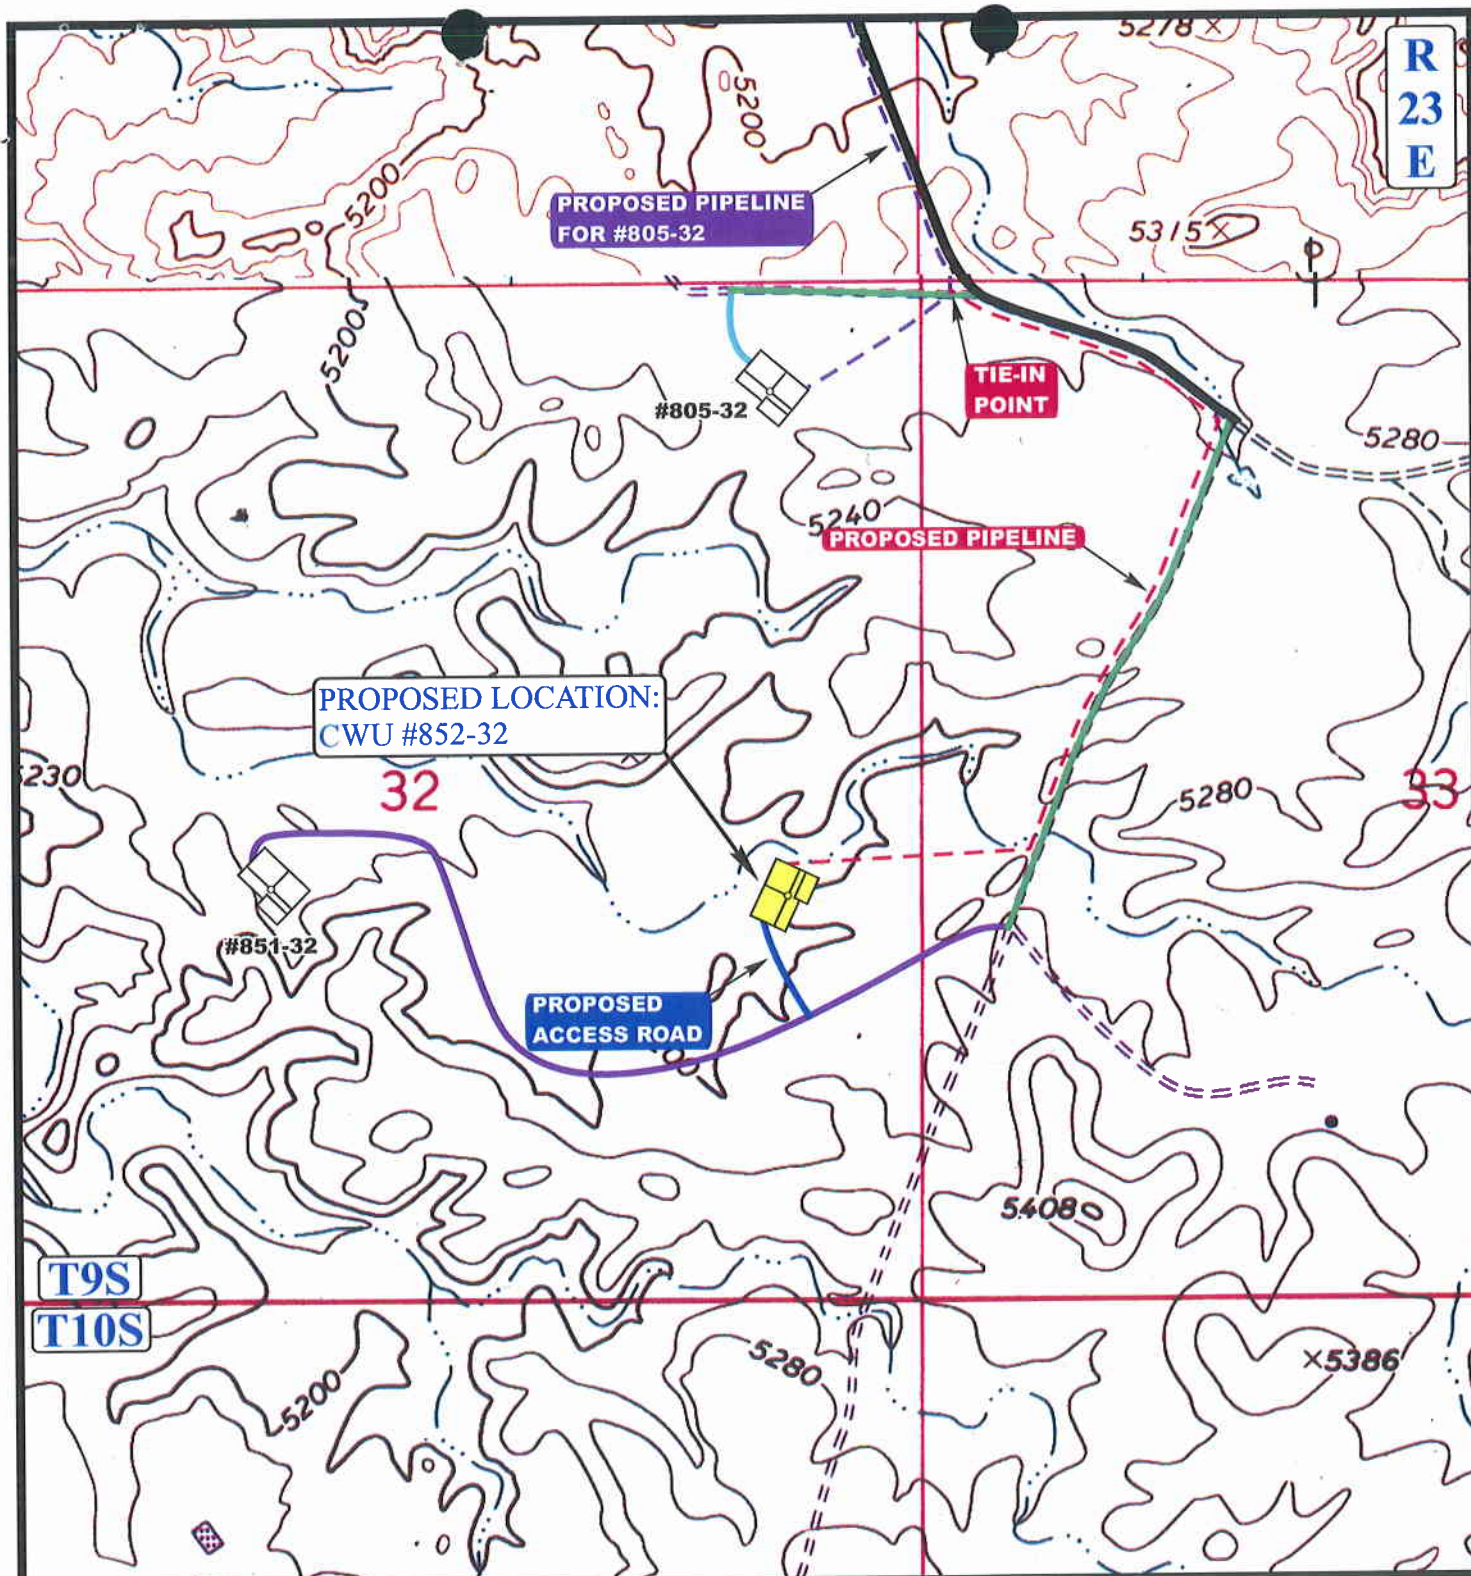 5278
R
23
E
5200
5200
PROPOSED PIPELINE
FOR #805-32
5315
5200
TIE-IN
POINT
#805-32
5280
5240
PROPOSED PIPELINE
PROPOSED LOCATION:
CWU #852-32
5230
32
5280
33
#851-32
PROPOSED
ACCESS ROAD
5408
T9S
T10S
5280
5386
5200